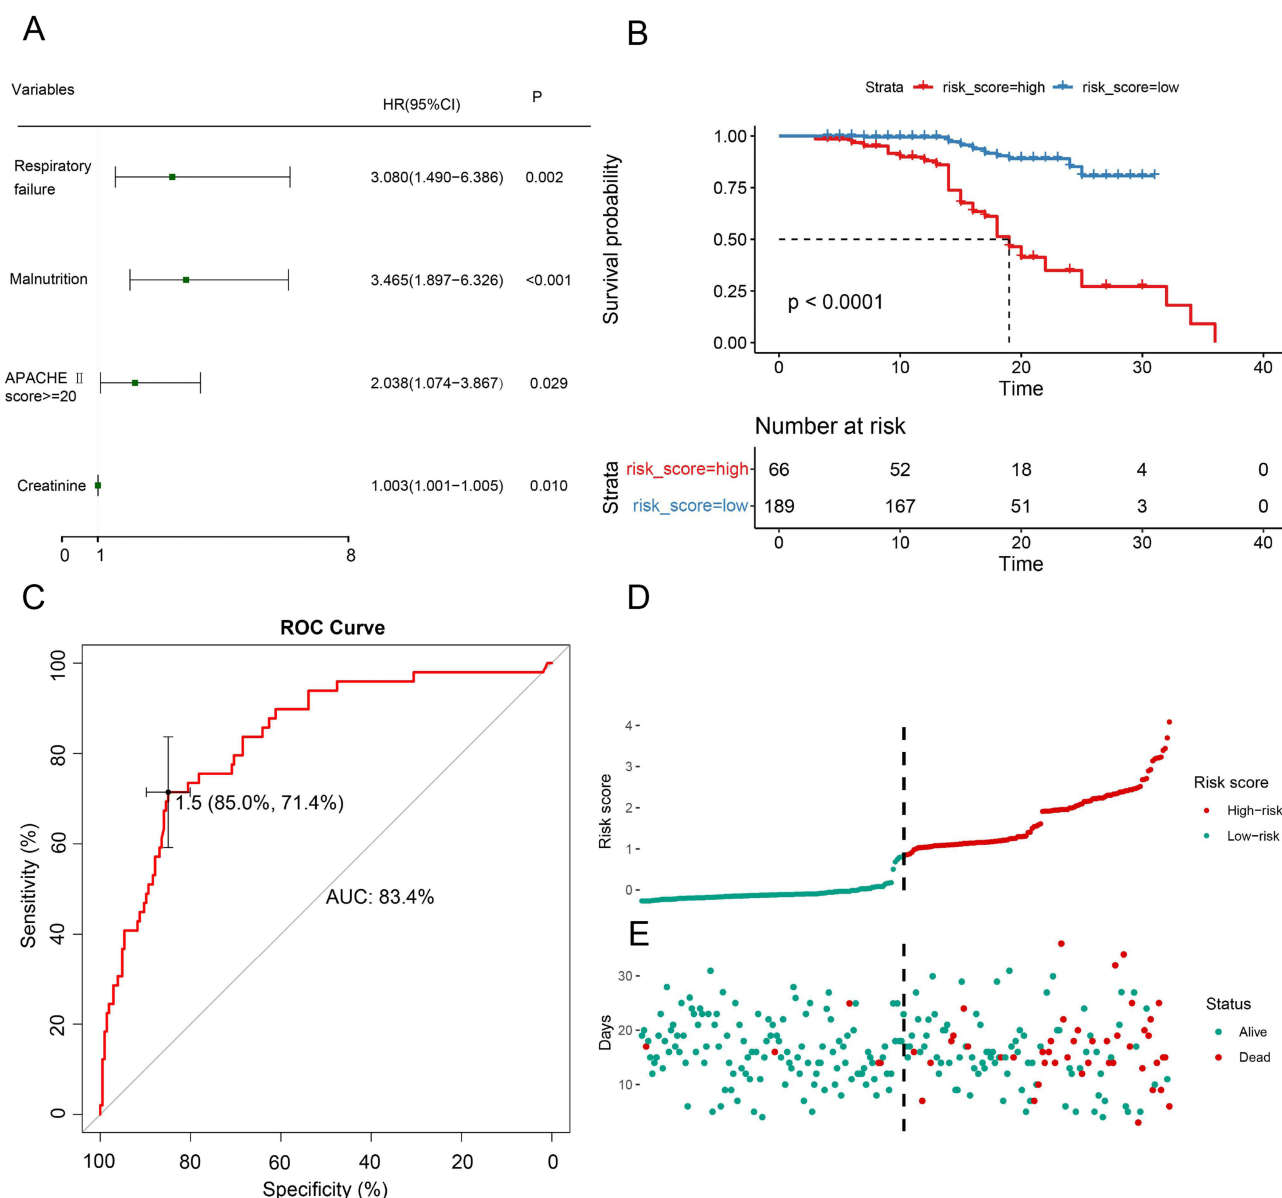 A
Variables
HR(95%CI)
P
Respiratory
failure
3.080(1.490−6.386)
0.002
Malnutrition
3.465(1.897−6.326)
<0.001
APACHE Ⅱ
score>=20
2.038(1.074−3.867)
0.029
Creatinine
1.003(1.001−1.005)
0.010
0 1 8
B
Strata risk_score=high risk_score=low
Survival probability
1.00
0.75
0.50
0.25
0.00
p < 0.0001
0 10 20 30 40
Time
Number at risk
Strata
risk_score=high 66 52 18 4 0
risk_score=low 189 167 51 3 0
0 10 20 30 40
Time
C
ROC Curve
Sensitivity (%)
100
80
60
40
20
0
1.5 (85.0%, 71.4%)
AUC: 83.4%
100 80 60 40 20 0
Specificity (%)
D
Risk score
4
3
2
1
0
Risk score
High−risk
Low−risk
E
Days
30
20
10
Status
Alive
Dead